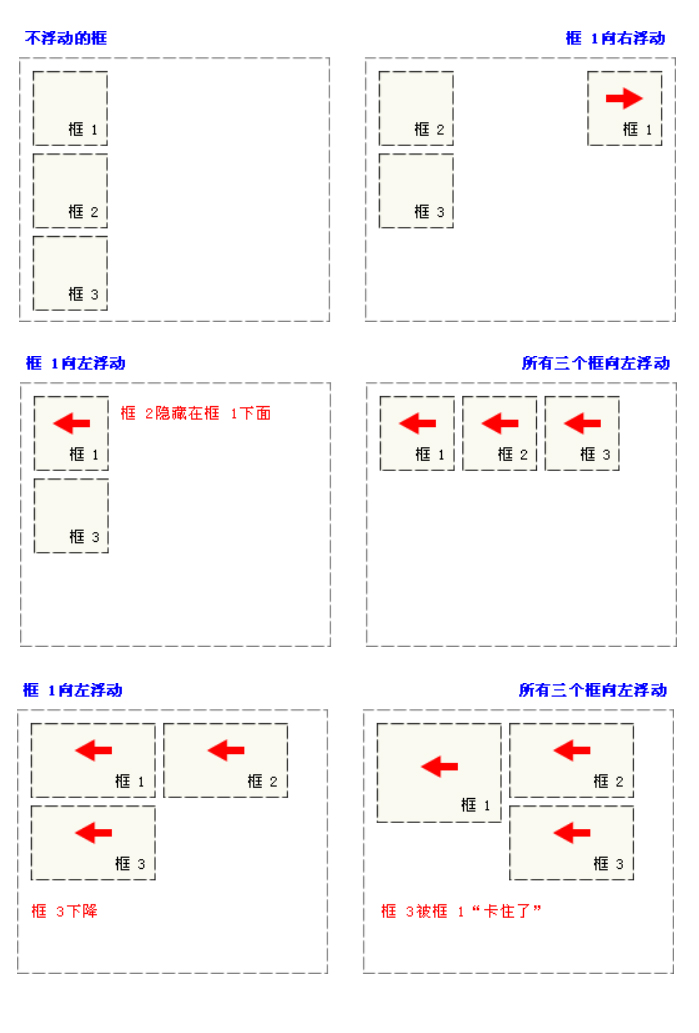 不浮动的框
框 1向右浮动
框 1
框 2
框 3
框 2
框 1
框 3
框 1向左浮动
所有三个框向左浮动
框 2隐藏在框 1下面
框 1
框 3
框 1
框 2
框 3
框 1向左浮动
所有三个框向左浮动
框 1
框 2
框 3
框 3下降
框 1
框 2
框 3
框 3被框 1“卡住了”